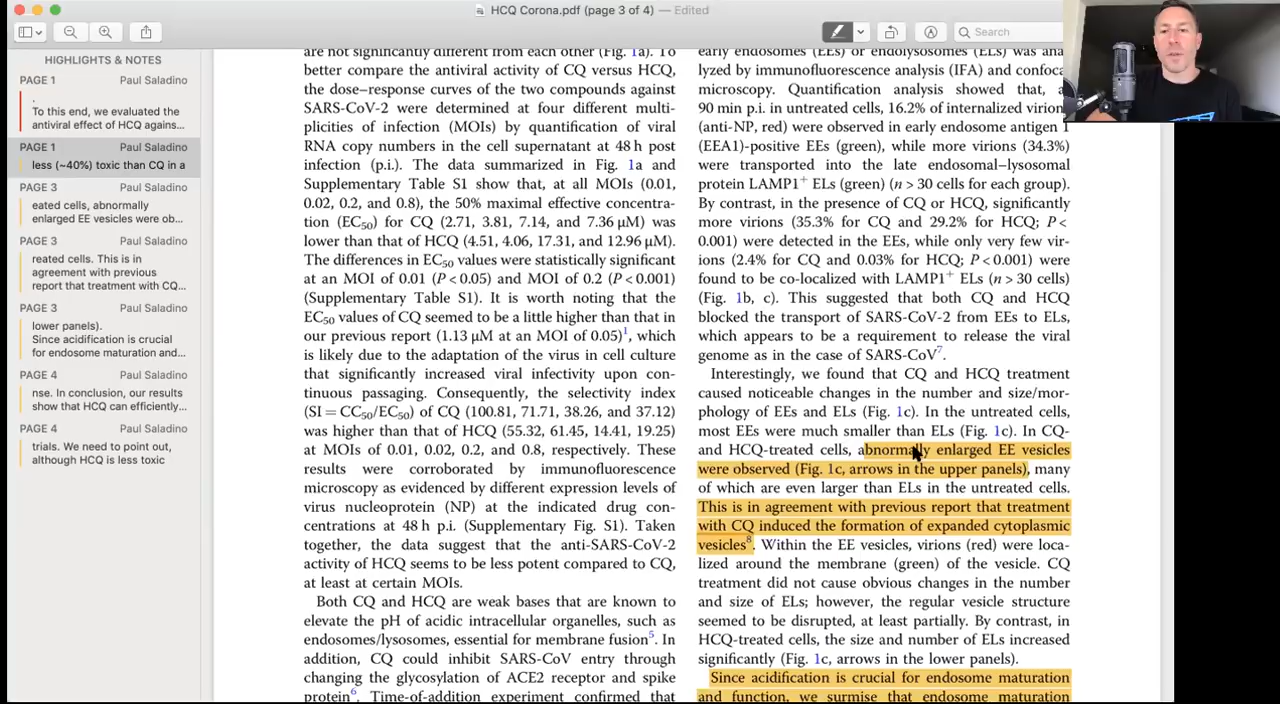 HCQ Corona.pdf (page 3 of 4) — Edited
Search
HIGHLIGHTS & NOTES
PAGE 1 Paul Saladino
.
To this end, we evaluated the
antiviral effect of HCQ agains...
PAGE 1 Paul Saladino
less (~40%) toxic than CQ in a
PAGE 3 Paul Saladino
eated cells, abnormally
enlarged EE vesicles were ob...
PAGE 3 Paul Saladino
reated cells. This is in
agreement with previous
report that treatment with CQ...
PAGE 3 Paul Saladino
lower panels).
Since acidification is crucial
for endosome maturation and...
PAGE 4 Paul Saladino
nse. In conclusion, our results
show that HCQ can efficiently...
PAGE 4 Paul Saladino
trials. We need to point out,
although HCQ is less toxic
are not significantly different from each other (Fig. 1a). To
better compare the antiviral activity of CQ versus HCQ,
the dose–response curves of the two compounds against
SARS-CoV-2 were determined at four different multi-
plicities of infection (MOIs) by quantification of viral
RNA copy numbers in the cell supernatant at 48 h post
infection (p.i.). The data summarized in Fig. 1a and
Supplementary Table S1 show that, at all MOIs (0.01,
0.02, 0.2, and 0.8), the 50% maximal effective concentra-
tion (EC50) for CQ (2.71, 3.81, 7.14, and 7.36 μM) was
lower than that of HCQ (4.51, 4.06, 17.31, and 12.96 μM).
The differences in EC50 values were statistically significant
at an MOI of 0.01 (P < 0.05) and MOI of 0.2 (P < 0.001)
(Supplementary Table S1). It is worth noting that the
EC50 values of CQ seemed to be a little higher than that in
our previous report (1.13 μM at an MOI of 0.05)1, which
is likely due to the adaptation of the virus in cell culture
that significantly increased viral infectivity upon con-
tinuous passaging. Consequently, the selectivity index
(SI = CC50/EC50) of CQ (100.81, 71.71, 38.26, and 37.12)
was higher than that of HCQ (55.32, 61.45, 14.41, 19.25)
at MOIs of 0.01, 0.02, 0.2, and 0.8, respectively. These
results were corroborated by immunofluorescence
microscopy as evidenced by different expression levels of
virus nucleoprotein (NP) at the indicated drug con-
centrations at 48 h p.i. (Supplementary Fig. S1). Taken
together, the data suggest that the anti-SARS-CoV-2
activity of HCQ seems to be less potent compared to CQ,
at least at certain MOIs.
Both CQ and HCQ are weak bases that are known to
elevate the pH of acidic intracellular organelles, such as
endosomes/lysosomes, essential for membrane fusion5. In
addition, CQ could inhibit SARS-CoV entry through
changing the glycosylation of ACE2 receptor and spike
protein6. Time-of-addition experiment confirmed that
early endosomes (EEs) or endolysosomes (ELs) was ana
lyzed by immunofluorescence analysis (IFA) and confoca
microscopy. Quantification analysis showed that, a
90 min p.i. in untreated cells, 16.2% of internalized virion
(anti-NP, red) were observed in early endosome antigen 1
(EEA1)-positive EEs (green), while more virions (34.3%)
were transported into the late endosomal–lysosomal
protein LAMP1+ ELs (green) (n > 30 cells for each group).
By contrast, in the presence of CQ or HCQ, significantly
more virions (35.3% for CQ and 29.2% for HCQ; P <
0.001) were detected in the EEs, while only very few vir-
ions (2.4% for CQ and 0.03% for HCQ; P < 0.001) were
found to be co-localized with LAMP1+ ELs (n > 30 cells)
(Fig. 1b, c). This suggested that both CQ and HCQ
blocked the transport of SARS-CoV-2 from EEs to ELs,
which appears to be a requirement to release the viral
genome as in the case of SARS-CoV7.
Interestingly, we found that CQ and HCQ treatment
caused noticeable changes in the number and size/mor-
phology of EEs and ELs (Fig. 1c). In the untreated cells,
most EEs were much smaller than ELs (Fig. 1c). In CQ-
and HCQ-treated cells, abnormally enlarged EE vesicles
were observed (Fig. 1c, arrows in the upper panels), many
of which are even larger than ELs in the untreated cells.
This is in agreement with previous report that treatment
with CQ induced the formation of expanded cytoplasmic
vesicles8. Within the EE vesicles, virions (red) were loca-
lized around the membrane (green) of the vesicle. CQ
treatment did not cause obvious changes in the number
and size of ELs; however, the regular vesicle structure
seemed to be disrupted, at least partially. By contrast, in
HCQ-treated cells, the size and number of ELs increased
significantly (Fig. 1c, arrows in the lower panels).
Since acidification is crucial for endosome maturation
and function, we surmise that endosome maturation